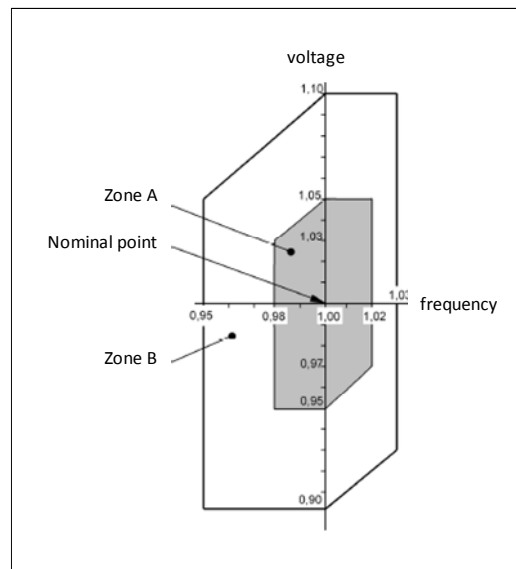 voltage
1,10
Zone A
1,05
Nominal point
1,03
1,03
frequency
0,95
0,98
1,00
1,02
Zone B
0,97
0,95
0,90